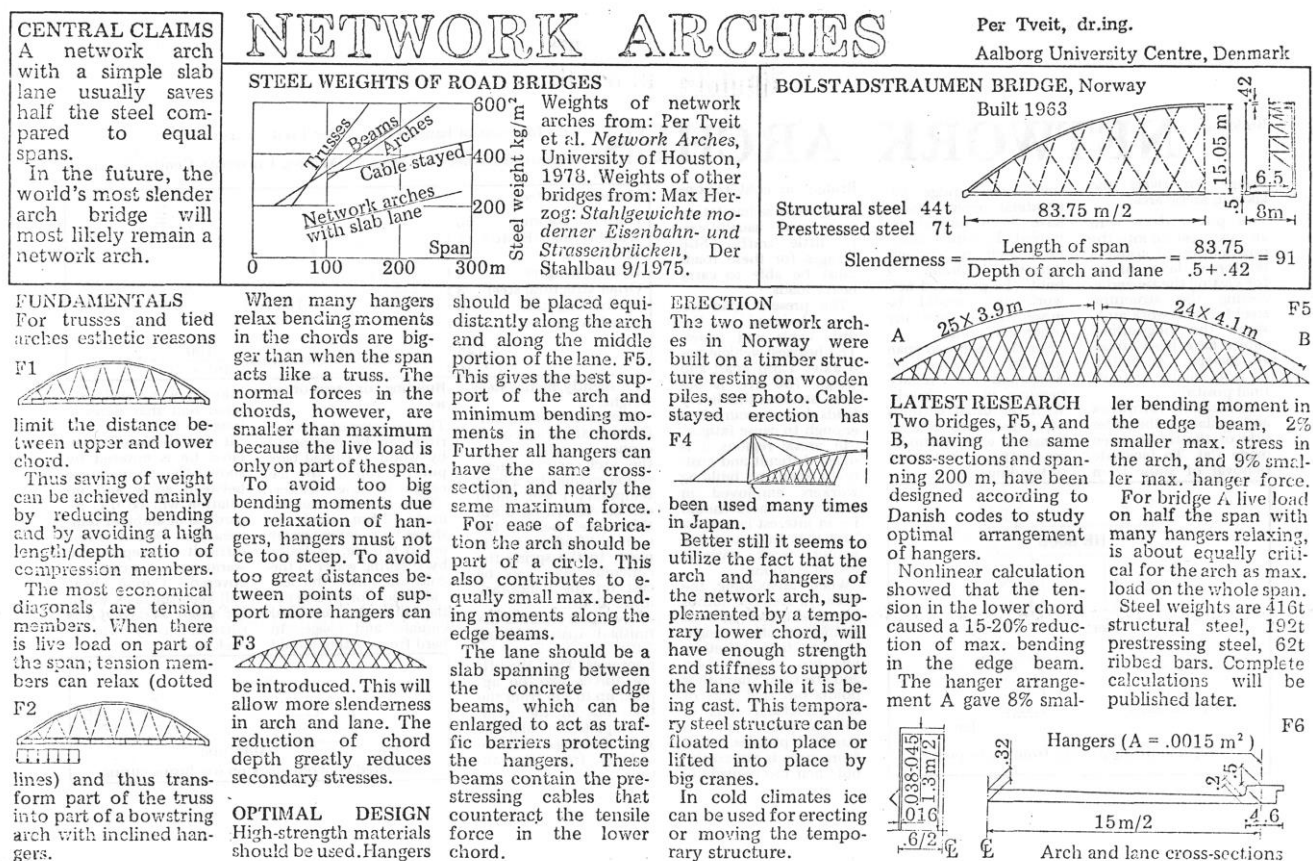 CENTRAL CLAIMS
A network arch
with a simple slab
lane usually saves
half the steel com-
pared to equal
spans.
In the future, the
world's most slender
arch bridge will
most likely remain a
network arch.
NETWORK ARCHES
Per Tveit, dr.ing.
Aalborg University Centre, Denmark
STEEL WEIGHTS OF ROAD BRIDGES
Trusses
Beams
Arches
Cable stayed
Network arches
with slab lane
Span
0 100 200 300m
600
400
200
Steel weight kg/m²
Weights of network
arches from: Per Tveit
et al. Network Arches,
University of Houston,
1978. Weights of other
bridges from: Max Her-
zog: Stahlgewichte mo-
derner Eisenbahn- und
Strassenbrücken, Der
Stahlbau 9/1975.
BOLSTADSTRAUMEN BRIDGE, Norway
Built 1963
15.05 m
.42
6.5
.5
8m
Structural steel 44t
Prestressed steel 7t
83.75 m/2
Slenderness = Length of span / Depth of arch and lane = 83.75 / .5 + .42 = 91
FUNDAMENTALS
For trusses and tied
arches esthetic reasons
F1
limit the distance be-
tween upper and lower
chord.
Thus saving of weight
can be achieved mainly
by reducing bending
and by avoiding a high
length/depth ratio of
compression members.
The most economical
diagonals are tension
members. When there
is live load on part of
the span, tension mem-
bers can relax (dotted
F2
lines) and thus trans-
form part of the truss
into part of a bowstring
arch with inclined han-
gers.
When many hangers
relax bending moments
in the chords are big-
ger than when the span
acts like a truss. The
normal forces in the
chords, however, are
smaller than maximum
because the live load is
only on part of the span.
To avoid too big
bending moments due
to relaxation of han-
gers, hangers must not
be too steep. To avoid
too great distances be-
tween points of sup-
port more hangers can
F3
be introduced. This will
allow more slenderness
in arch and lane. The
reduction of chord
depth greatly reduces
secondary stresses.
OPTIMAL DESIGN
High-strength materials
should be used. Hangers
should be placed equi-
distantly along the arch
and along the middle
portion of the lane. F5.
This gives the best sup-
port of the arch and
minimum bending mo-
ments in the chords.
Further all hangers can
have the same cross-
section, and nearly the
same maximum force.
For ease of fabrica-
tion the arch should be
part of a circle. This
also contributes to e-
qually small max. bend-
ing moments along the
edge beams.
The lane should be a
slab spanning between
the concrete edge
beams, which can be
enlarged to act as traf-
fic barriers protecting
the hangers. These
beams contain the pre-
stressing cables that
counteract the tensile
force in the lower
chord.
ERECTION
The two network arch-
es in Norway were
built on a timber struc-
ture resting on wooden
piles, see photo. Cable-
stayed erection has
F4
been used many times
in Japan.
Better still it seems to
utilize the fact that the
arch and hangers of
the network arch, sup-
plemented by a tempo-
rary lower chord, will
have enough strength
and stiffness to support
the lane while it is be-
ing cast. This tempora-
ry steel structure can be
floated into place or
lifted into place by
big cranes.
In cold climates ice
can be used for erecting
or moving the tempo-
rary structure.
F5
A
25 X 3.9 m
24 X 4.1 m
B
LATEST RESEARCH
Two bridges, F5, A and
B, having the same
cross-sections and span-
ning 200 m, have been
designed according to
Danish codes to study
optimal arrangement
of hangers.
Nonlinear calculation
showed that the ten-
sion in the lower chord
caused a 15-20% reduc-
tion of max. bending
in the edge beam.
The hanger arrange-
ment A gave 8% smal-
ler bending moment in
the edge beam, 2%
smaller max. stress in
the arch, and 9% smal-
ler max. hanger force.
For bridge A live load
on half the span with
many hangers relaxing,
is about equally criti-
cal for the arch as max.
load on the whole span.
Steel weights are 416t
structural steel, 192t
prestressing steel, 62t
ribbed bars. Complete
calculations will be
published later.
F6
Hangers (A = .0015 m²)
.038-.045
1.3m/2
.016
.6/2
.32
.2
.5
15m/2
.4
.6
Arch and lane cross-sections